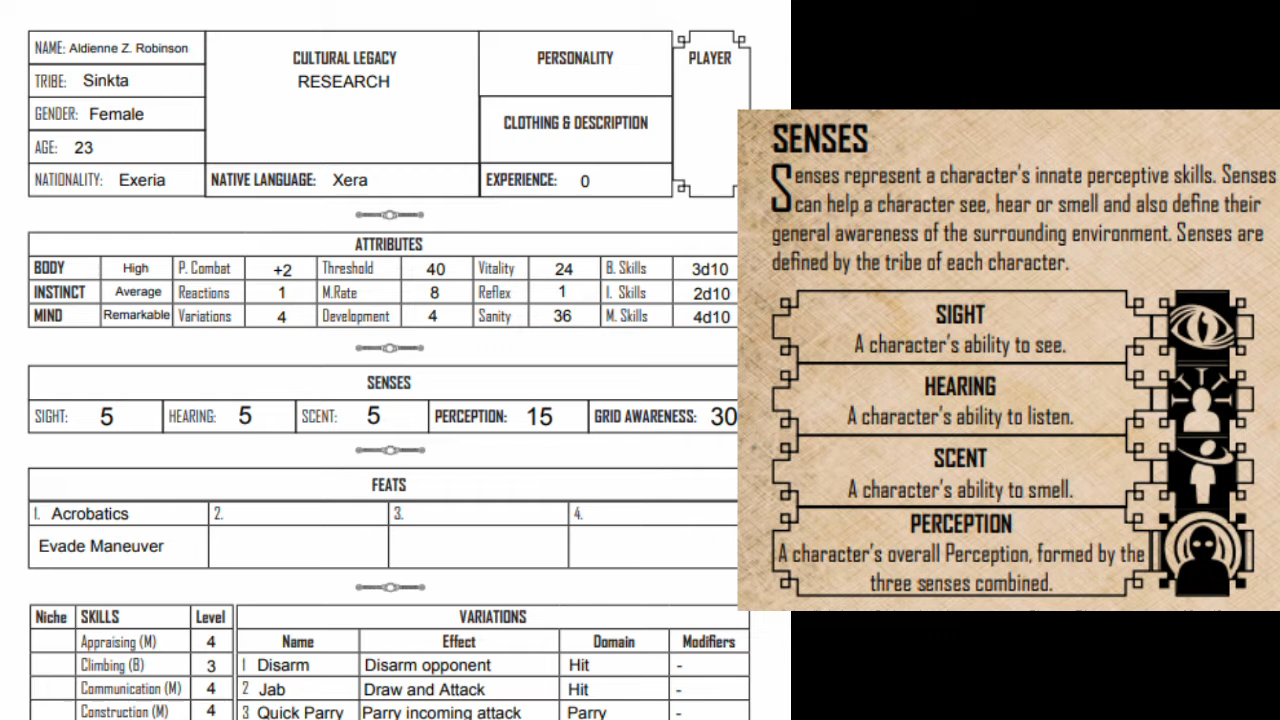 NAME: Aldienne Z. Robinson
TRIBE: Sinkta
GENDER: Female
AGE: 23
NATIONALITY: Exeria
CULTURAL LEGACY
RESEARCH
NATIVE LANGUAGE: Xera
PERSONALITY
CLOTHING & DESCRIPTION
EXPERIENCE: 0
PLAYER
ATTRIBUTES
BODY High P. Combat +2 Threshold 40 Vitality 24 B. Skills 3d10
INSTINCT Average Reactions 1 M.Rate 8 Reflex 1 I. Skills 2d10
MIND Remarkable Variations 4 Development 4 Sanity 36 M. Skills 4d10
SENSES
SIGHT: 5 HEARING: 5 SCENT: 5 PERCEPTION: 15 GRID AWARENESS: 30
FEATS
1. Acrobatics 2. 3. 4.
Evade Maneuver
Niche SKILLS Level
Appraising (M) 4
Climbing (B) 3
Communication (M) 4
Construction (M) 4
VARIATIONS
Name Effect Domain Modifiers
1 Disarm Disarm opponent Hit -
2 Jab Draw and Attack Hit -
3 Quick Parry Parry incoming attack Parry -
SENSES
Senses represent a character's innate perceptive skills. Senses
can help a character see, hear or smell and also define their
general awareness of the surrounding environment. Senses are
defined by the tribe of each character.
SIGHT
A character's ability to see.
HEARING
A character's ability to listen.
SCENT
A character's ability to smell.
PERCEPTION
A character's overall Perception, formed by the
three senses combined.